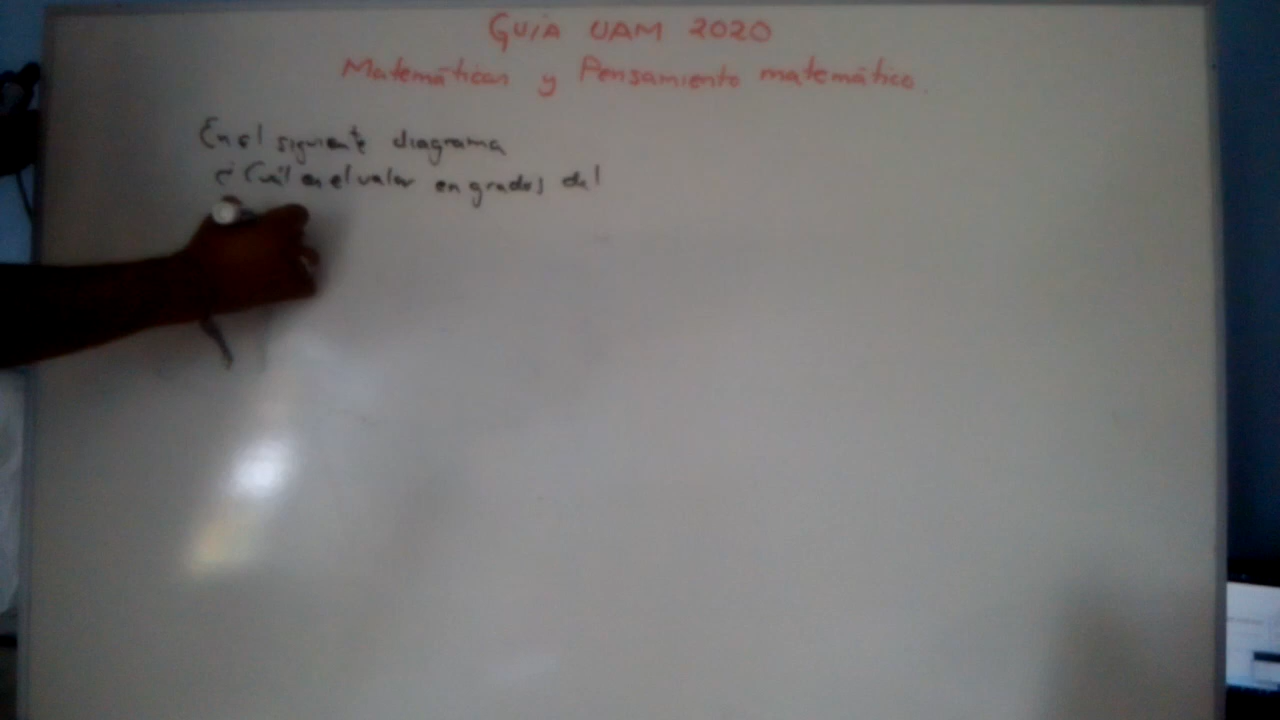 Guía UAM 2020
Matemáticas y Pensamiento matemático.
En el siguiente diagrama
¿Cuál es el valor en grados del